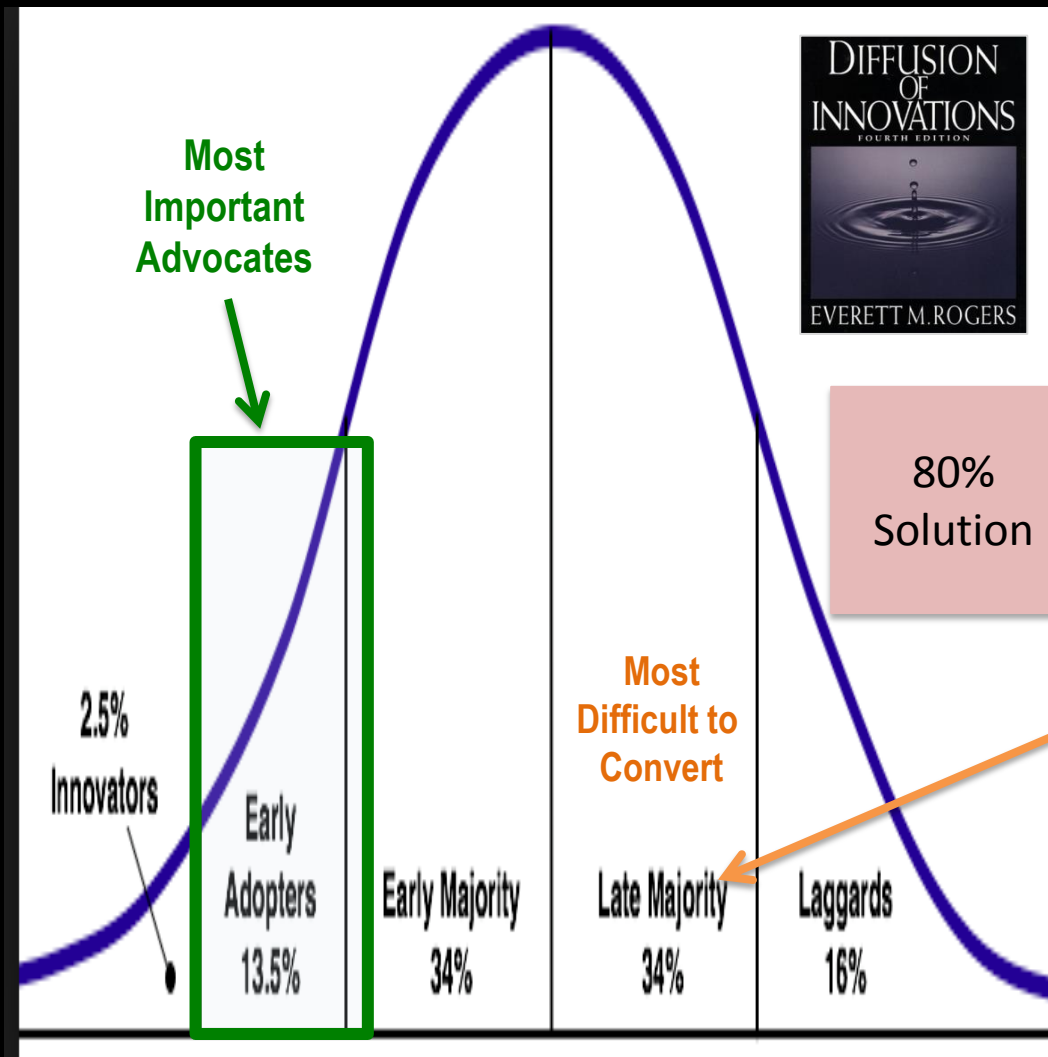 DIFFUSION
OF
INNOVATIONS
FOURTH EDITION
EVERETT M. ROGERS
Most
Important
Advocates
80%
Solution
Most
Difficult to
Convert
2.5%
Innovators
Early
Adopters
13.5%
Early Majority
34%
Late Majority
34%
Laggards
16%